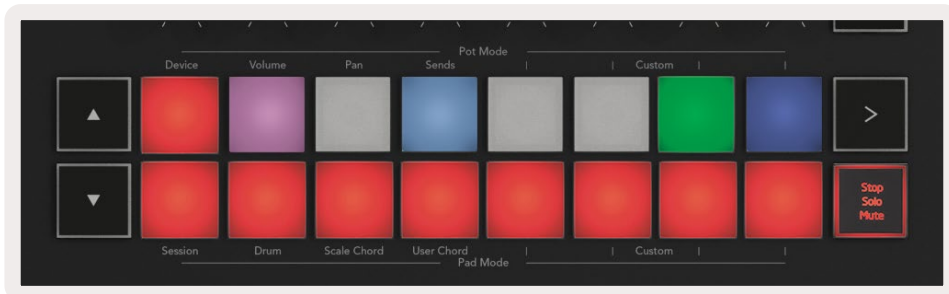 Pot Mode
Device Volume Pan Sends Custom
▲ >
▼ Stop
Solo
Mute
Session Drum Scale Chord User Chord Custom
Pad Mode